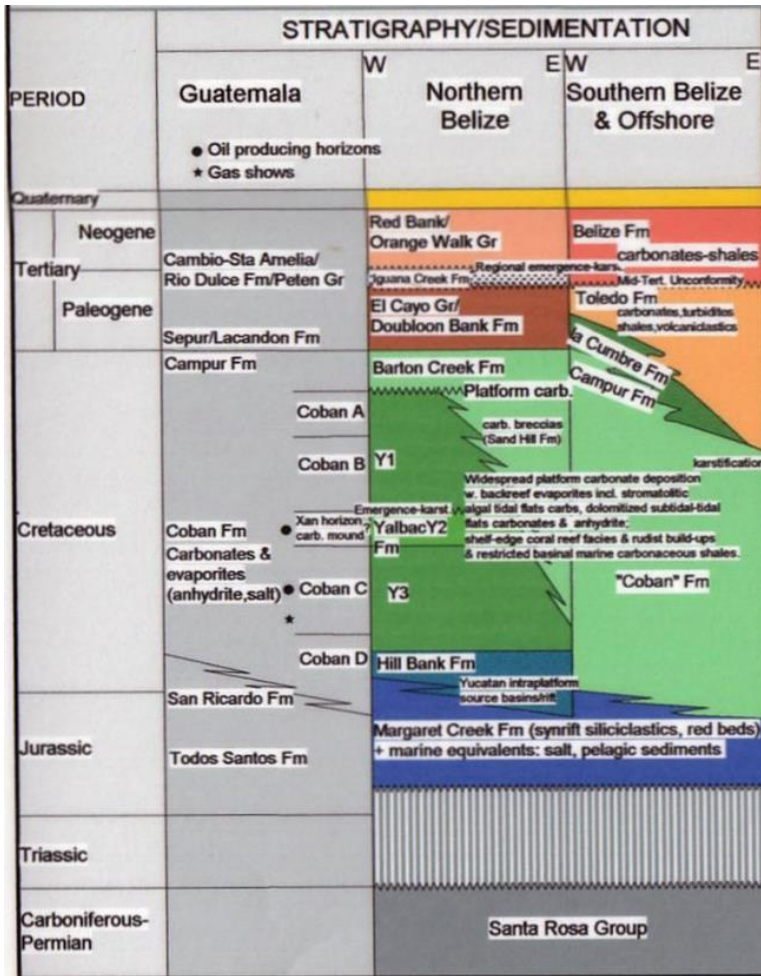 STRATIGRAPHY/SEDIMENTATION
PERIOD
Guatemala
W
Northern
Belize
E
W
Southern Belize
& Offshore
E
● Oil producing horizons
★ Gas shows
Quaternary
Tertiary
Neogene
Paleogene
Cretaceous
Jurassic
Triassic
Carboniferous-
Permian
Cambio-Sta Amelia/
Rio Dulce Fm/Peten Gr
Sepur/Lacandon Fm
Campur Fm
Coban A
Coban B
Xan horizon,
carb. mound
?
Coban Fm
Carbonates &
evaporites
(anhydrite,salt)
Coban C
Coban D
San Ricardo Fm
Todos Santos Fm
Red Bank/
Orange Walk Gr
Iguana Creek Fm
Regional emergence-karst.
El Cayo Gr/
Doubloon Bank Fm
Barton Creek Fm
Platform carb.
carb. breccias
(Sand Hill Fm)
Y1
Emergence-karst.
YalbacY2
Fm
Y3
Hill Bank Fm
Yucatan intraplatform
source basins/rift
Belize Fm
carbonates-shales
Mid-Tert. Unconformity
Toledo Fm
carbonates,turbidites
shales,volcaniclastics
la Cumbre Fm
Campur Fm
karstification
Widespread platform carbonate deposition
w. backreef evaporites incl. stromatolitic
algal tidal flats carbs, dolomitized subtidal-tidal
flats carbonates & anhydrite;
shelf-edge coral reef facies & rudist build-ups
& restricted basinal marine carbonaceous shales.
"Coban" Fm
Margaret Creek Fm (synrift siliciclastics, red beds)
+ marine equivalents: salt, pelagic sediments
Santa Rosa Group